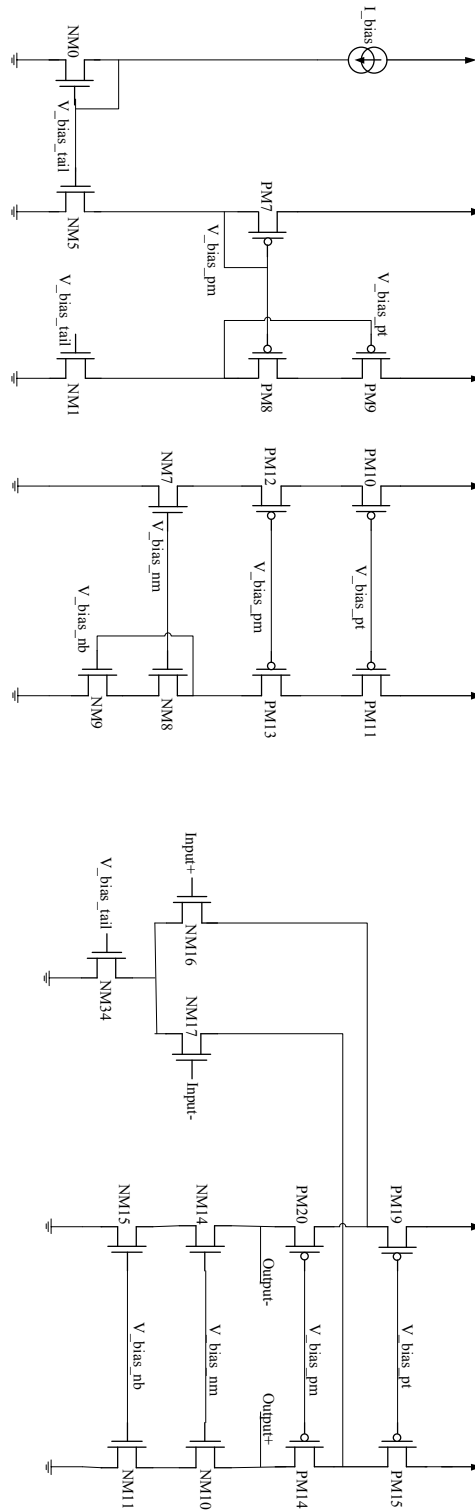 I_bias
NM0
V_bias_tail
NM5
PM7
V_bias_pm
V_bias_pt
PM9
PM8
V_bias_tail
NM1
PM10
V_bias_pt
PM11
PM12
V_bias_pm
PM13
NM7
V_bias_nm
NM8
V_bias_nb
NM9
Input+
NM16
NM17
Input-
V_bias_tail
NM34
PM19
V_bias_pt
PM15
PM20
V_bias_pm
PM14
Output-
Output+
NM14
V_bias_nm
NM10
NM15
V_bias_nb
NM11